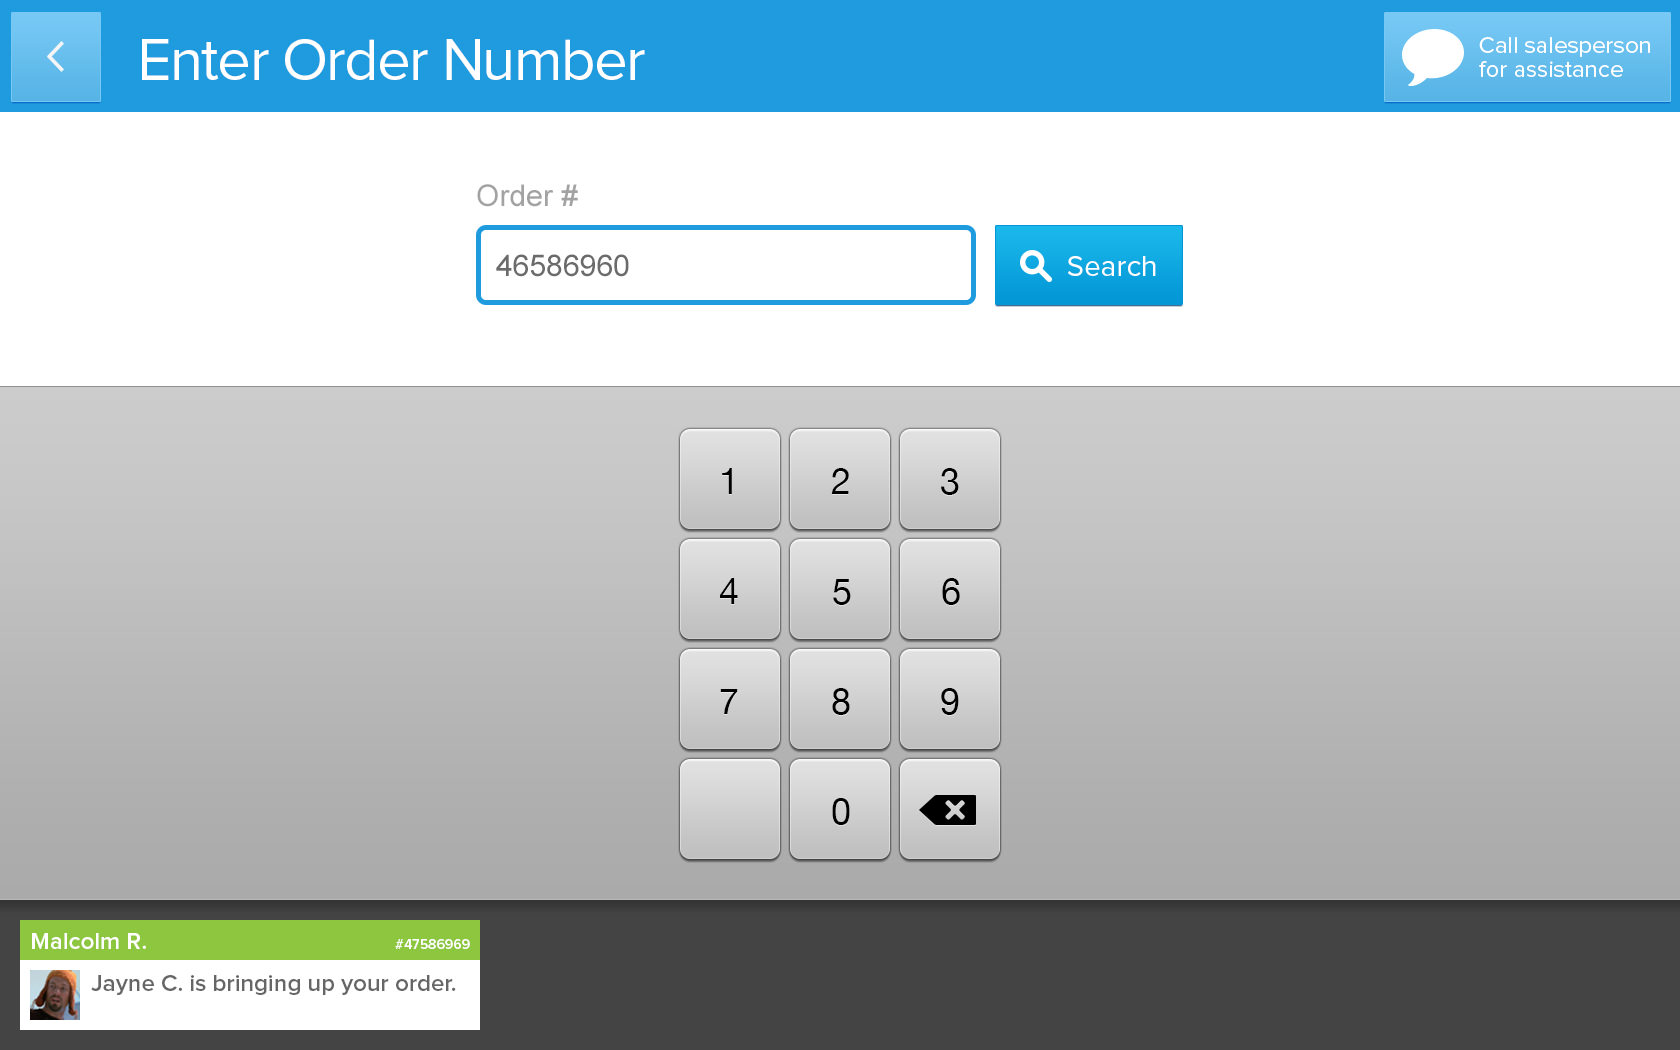 Enter Order Number
Call salesperson
for assistance
Order #
46586960
Search
1 2 3
4 5 6
7 8 9
0
Malcolm R. #47586969
Jayne C. is bringing up your order.